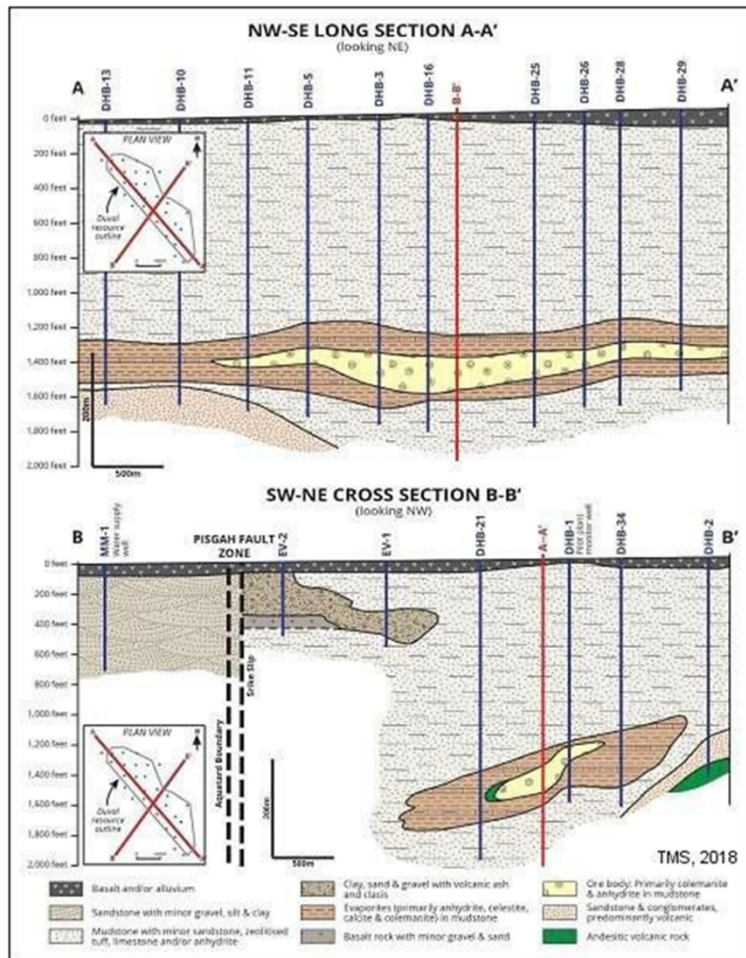 NW-SE LONG SECTION A-A'
(looking NE)
A
DHB-13
DHB-10
DHB-11
DHB-5
DHB-3
DHB-16
B-B'
DHB-25
DHB-26
DHB-28
DHB-29
A'
0 feet
200 feet
400 feet
600 feet
800 feet
1,000 feet
1,200 feet
1,400 feet
1,600 feet
1,800 feet
2,000 feet
PLAN VIEW
Duval
resource
outline
200m
500m
SW-NE CROSS SECTION B-B'
(looking NW)
B
MM-1
Water supply
well
PISGAH FAULT
ZONE
EV-2
EV-1
DHB-21
A-A'
DHB-1
monitor well
DHB-34
DHB-2
B'
0 feet
200 feet
400 feet
600 feet
800 feet
1,000 feet
1,200 feet
1,400 feet
1,600 feet
1,800 feet
2,000 feet
Aquatard Boundary
Srike Slip
PLAN VIEW
Duval
resource
outline
200m
500m
TMS, 2018
Basalt and/or alluvium
Sandstone with minor gravel, silt & clay
Mudstone with minor sandstone, zeolitised
tuff, limestone and/or anhydrite
Clay, sand & gravel with volcanic ash
and clasis
Evaporites (primarily anhydrite, celestite,
calcite & colemanite) in mudstone
Basalt rock with minor gravel & sand
Ore body: Primarily colemanite
& anhydrite in mudstone
Sandstone & conglomerates,
predominantly volcanic
Andesitic volcanic rock